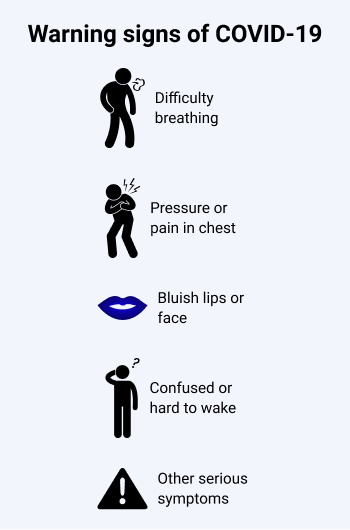 Warning signs of COVID-19
Difficulty
breathing
Pressure or
pain in chest
Bluish lips or
face
?
Confused or
hard to wake
!
Other serious
symptoms